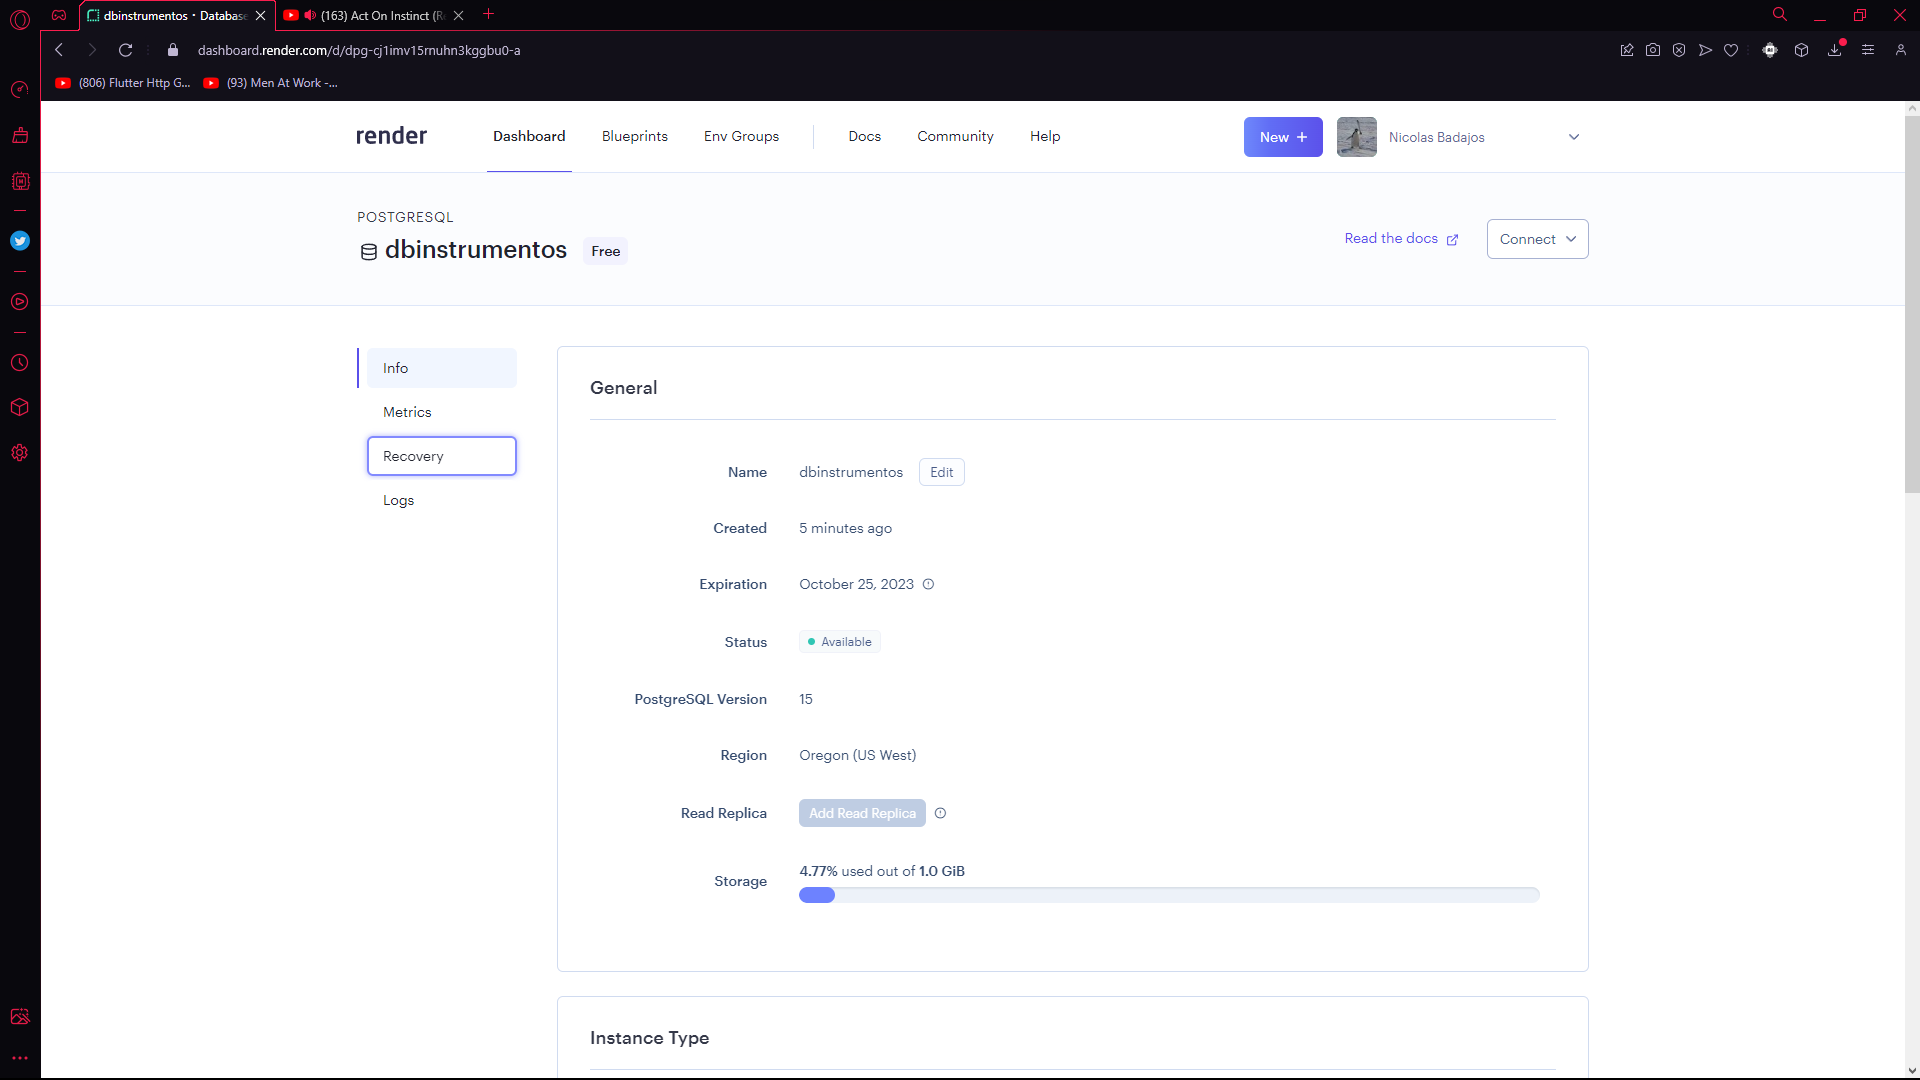 dbinstrumentos · Database
(163) Act On Instinct (R
dashboard.render.com/d/dpg-cj1imv15rnuhn3kggbu0-a
(806) Flutter Http G...
(93) Men At Work -...
render
Dashboard
Blueprints
Env Groups
Docs
Community
Help
New +
Nicolas Badajos
POSTGRESQL
dbinstrumentos
Free
Read the docs
Connect
Info
Metrics
Recovery
Logs
General
Name dbinstrumentos Edit
Created 5 minutes ago
Expiration October 25, 2023
Status Available
PostgreSQL Version 15
Region Oregon (US West)
Read Replica Add Read Replica
Storage 4.77% used out of 1.0 GiB
Instance Type